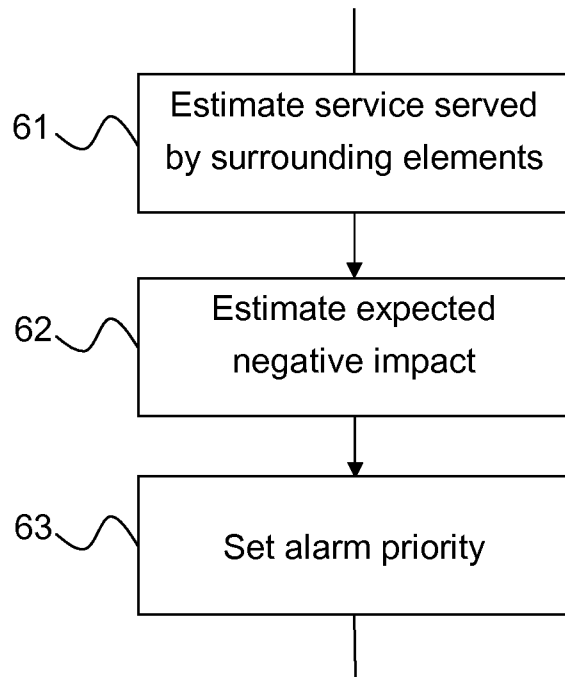 61
Estimate service served
by surrounding elements
62
Estimate expected
negative impact
63
Set alarm priority